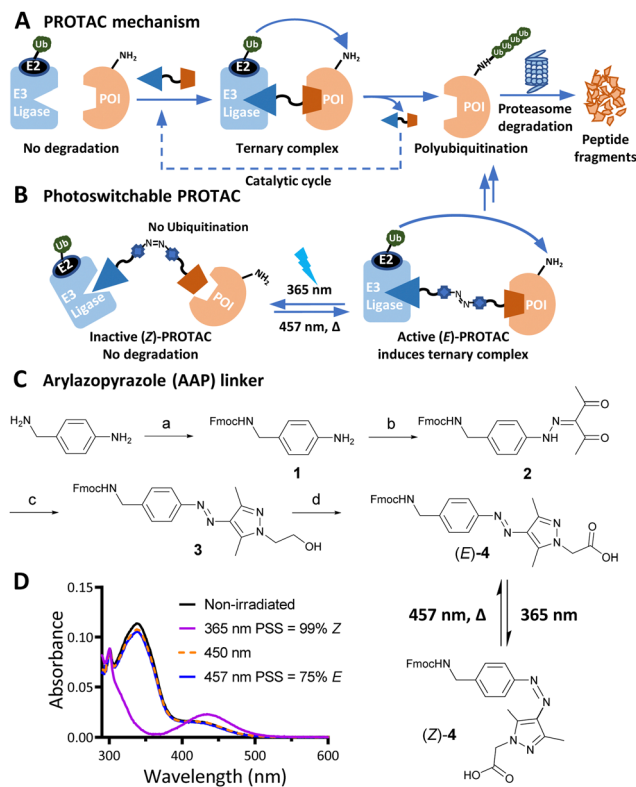 A PROTAC mechanism
Ub
E2
E3
Ligase
NH2
POI
No degradation
Ub
E2
E3
Ligase
NH2
POI
Ternary complex
Catalytic cycle
Ub Ub Ub Ub
NH
POI
Polyubiquitination
Proteasome
degradation
Peptide
fragments
B Photoswitchable PROTAC
No Ubiquitination
Ub
E2
E3
Ligase
N=N
NH2
POI
Inactive (Z)-PROTAC
No degradation
365 nm
457 nm, Δ
Ub
E2
E3
Ligase
N
N
NH2
POI
Active (E)-PROTAC
induces ternary complex
C Arylazopyrazole (AAP) linker
H2N
NH2
a
FmocHN
NH2
1
b
FmocHN
N
H
N
O
O
2
c
FmocHN
N
N
N
N
OH
3
d
FmocHN
N
N
N
N
O
OH
(E)-4
457 nm, Δ
365 nm
FmocHN
N
N
N
N
O
HO
(Z)-4
D
Absorbance
0.15
0.10
0.05
0.00
300 400 500 600
Wavelength (nm)
Non-irradiated
365 nm PSS = 99% Z
450 nm
457 nm PSS = 75% E